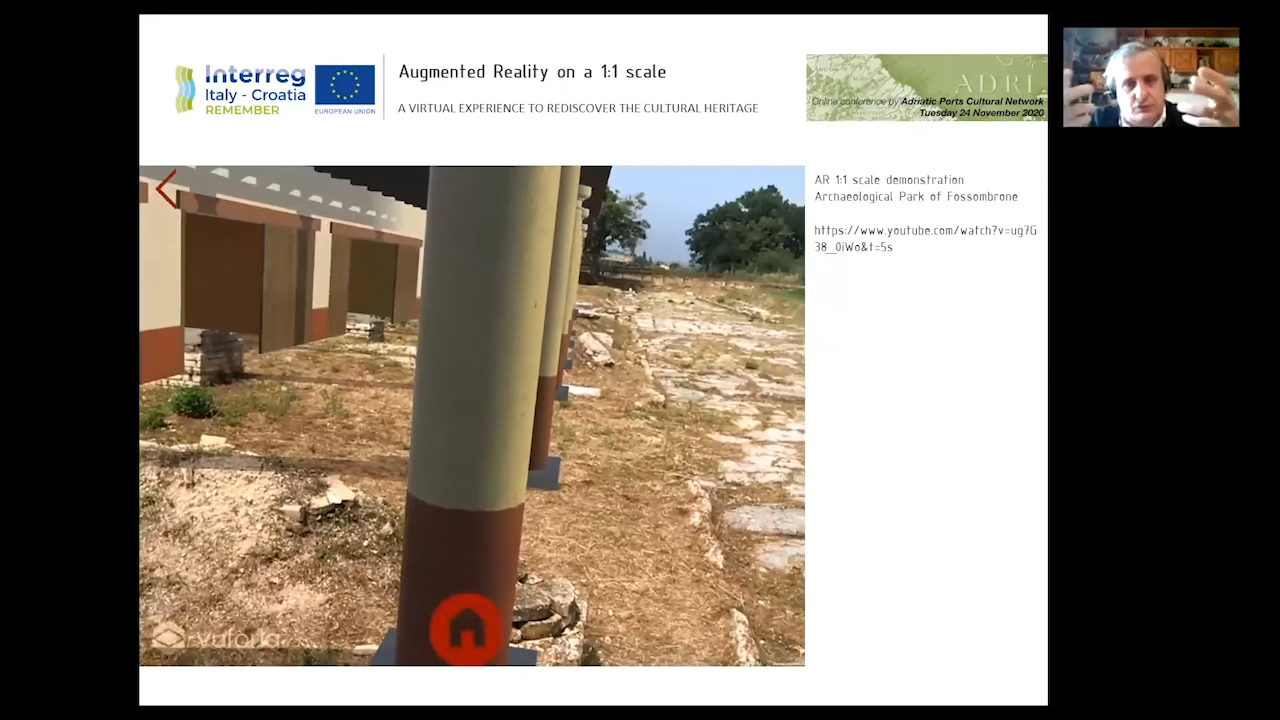 Interreg
Italy - Croatia
REMEMBER
EUROPEAN UNION
Augmented Reality on a 1:1 scale
A VIRTUAL EXPERIENCE TO REDISCOVER THE CULTURAL HERITAGE
ADRI
Online conference by Adriatic Ports Cultural Network
Tuesday 24 November 2020
AR 1:1 scale demonstration
Archaeological Park of Fossombrone
https://www.youtube.com/watch?v=ug7G
38_0iWo&t=5s
vuforia